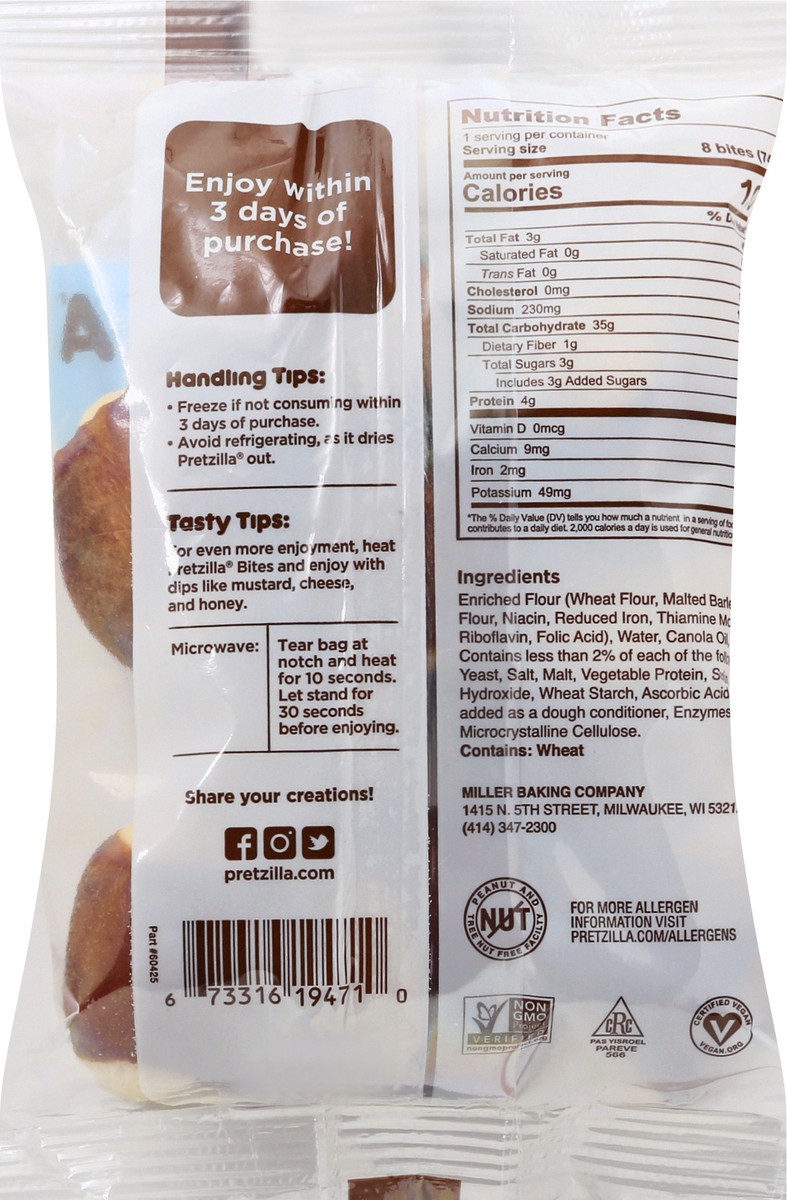 Enjoy within
3 days of
purchase!
A
Handling Tips:
• Freeze if not consuming within
3 days of purchase.
• Avoid refrigerating, as it dries
Pretzilla® out.
Tasty Tips:
For even more enjoyment, heat
Pretzilla® Bites and enjoy with
dips like mustard, cheese,
and honey.
Microwave:
Tear bag at
notch and heat
for 10 seconds.
Let stand for
30 seconds
before enjoying.
Share your creations!
pretzilla.com
Part #60425
6 73316 19471 0
Nutrition Facts
1 serving per container
Serving size 8 bites
Amount per serving
Calories
%
Total Fat 3g
Saturated Fat 0g
Trans Fat 0g
Cholesterol 0mg
Sodium 230mg
Total Carbohydrate 35g
Dietary Fiber 1g
Total Sugars 3g
Includes 3g Added Sugars
Protein 4g
Vitamin D 0mcg
Calcium 9mg
Iron 2mg
Potassium 49mg
*The % Daily Value (DV) tells you how much a nutrient in a serving of
contributes to a daily diet. 2,000 calories a day is used for general
Ingredients
Enriched Flour (Wheat Flour, Malted
Flour, Niacin, Reduced Iron, Thiamine
Riboflavin, Folic Acid), Water, Canola Oil,
Contains less than 2% of each of the
Yeast, Salt, Malt, Vegetable Protein,
Hydroxide, Wheat Starch, Ascorbic Acid
added as a dough conditioner, Enzymes
Microcrystalline Cellulose.
Contains: Wheat
MILLER BAKING COMPANY
1415 N. 5TH STREET, MILWAUKEE, WI
(414) 347-2300
PEANUT AND
NUT
TREE NUT FREE FACILTY
FOR MORE ALLERGEN
INFORMATION VISIT
PRETZILLA.COM/ALLERGENS
NON
GMO
Project
VERIFIED
CRC
PAS YISROEL
PAREVE
566
CERTIFIED VEGAN
V
VEGAN.ORG